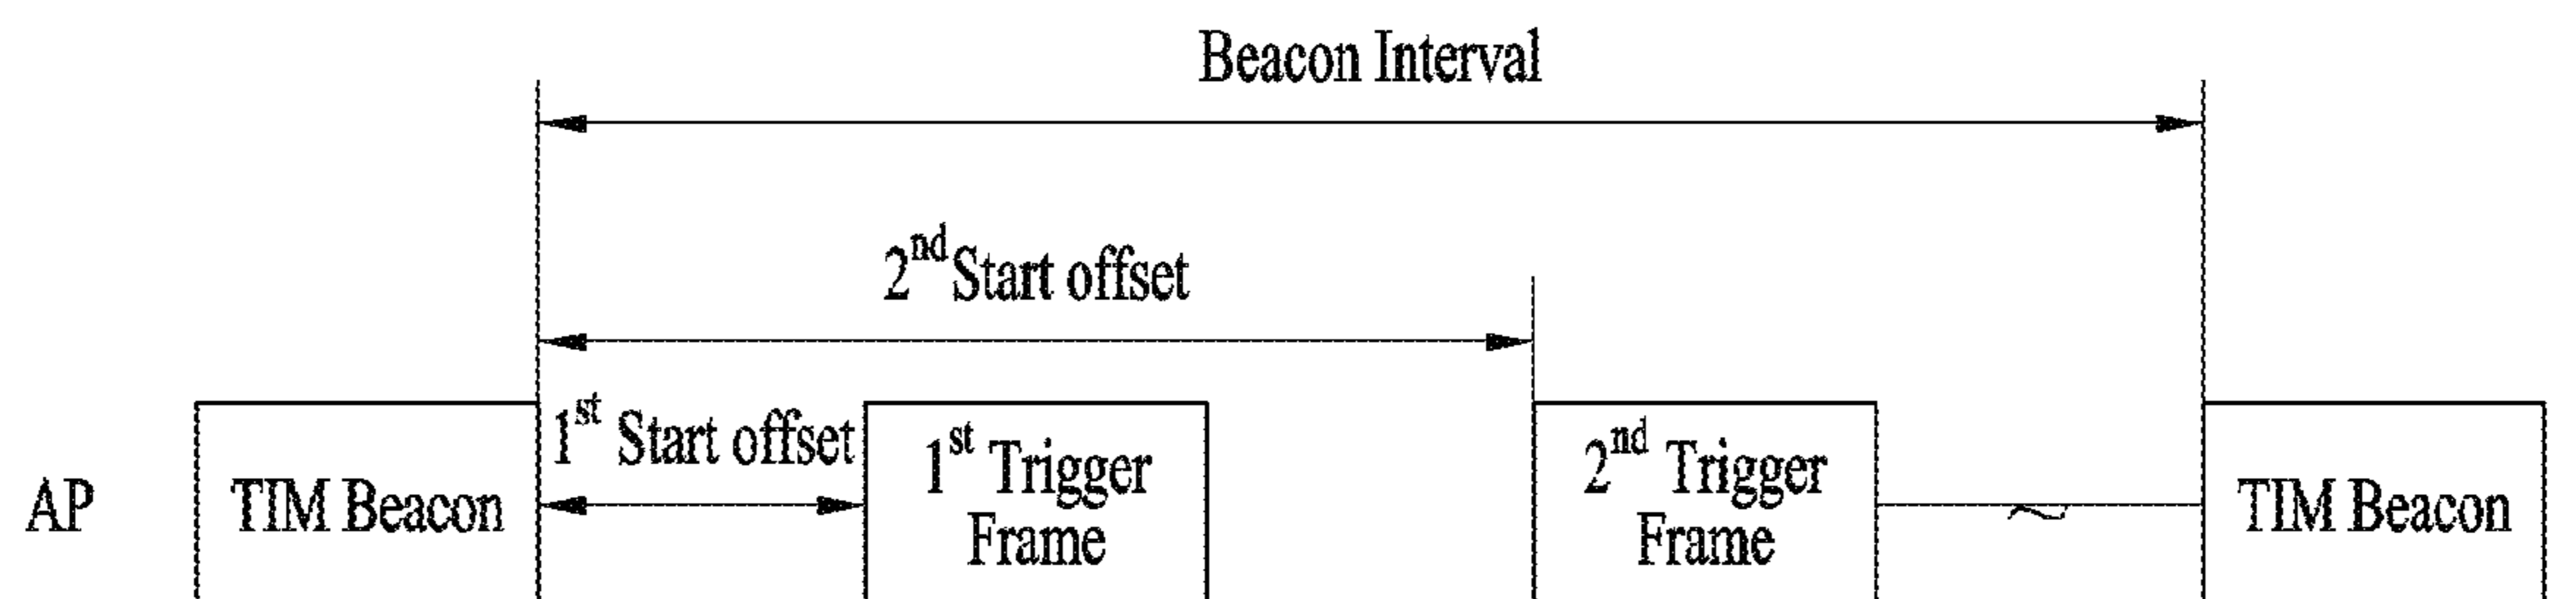 Beacon Interval
2nd Start offset
1st Start offset
1st Trigger
Frame
2nd Trigger
Frame
AP
TIM Beacon
TIM Beacon